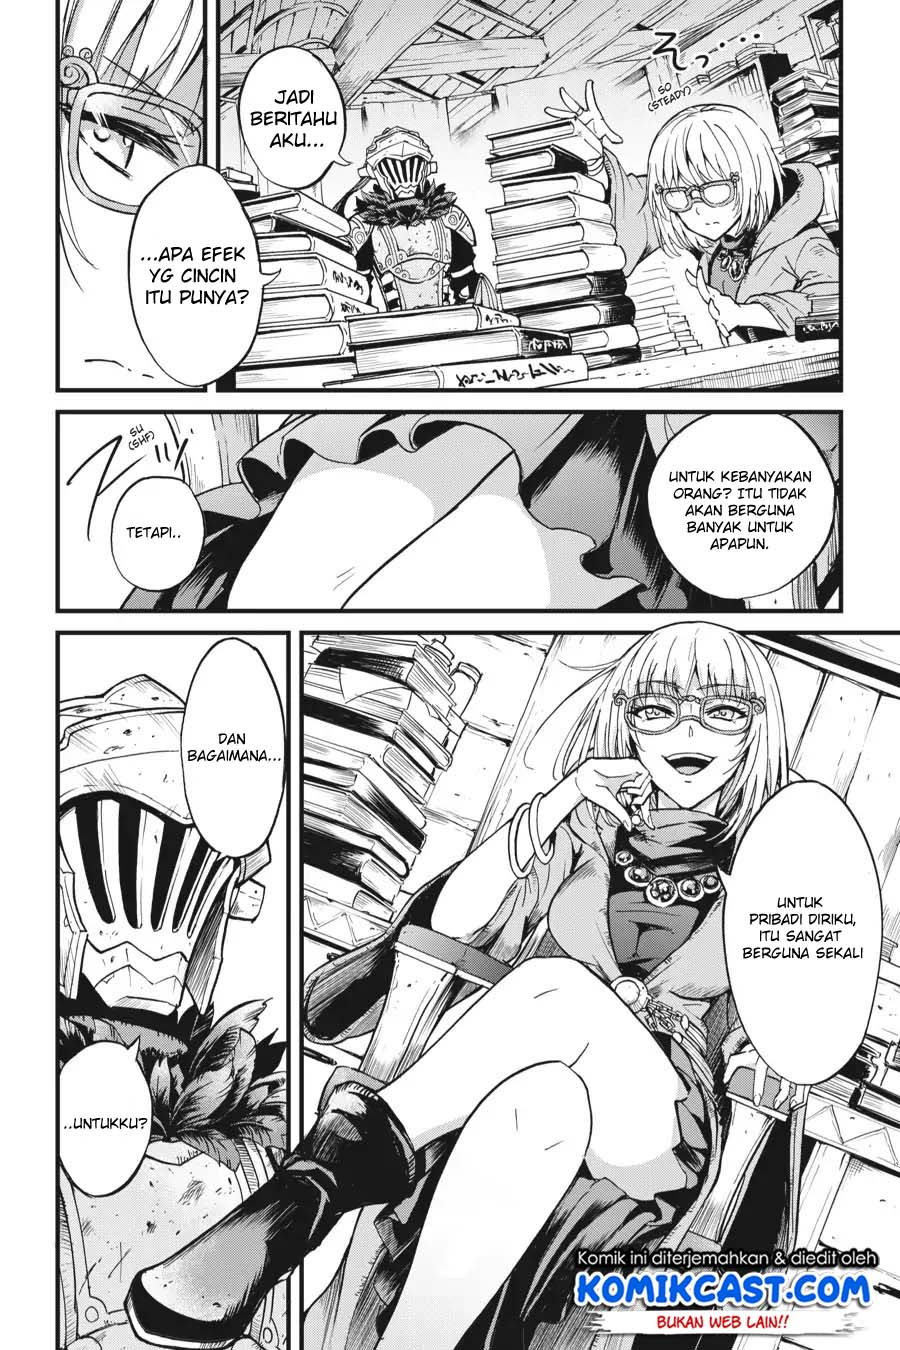 JADI
BERITAHU
AKU...
SO
(STEADY)
...APA EFEK
YG CINCIN
ITU PUNYA?
UNTUK KEBANYAKAN
ORANG? ITU TIDAK
AKAN BERGUNA
BANYAK UNTUK
APAPUN.
SU
(SHF)
TETAPI..
UNTUK
PRIBADI DIRIKU,
ITU SANGAT
BERGUNA SEKALI
DAN
BAGAIMANA...
..UNTUKKU?
Komik ini diterjemahkan & diedit oleh
KOMIKCAST.COM
BUKAN WEB LAIN!!